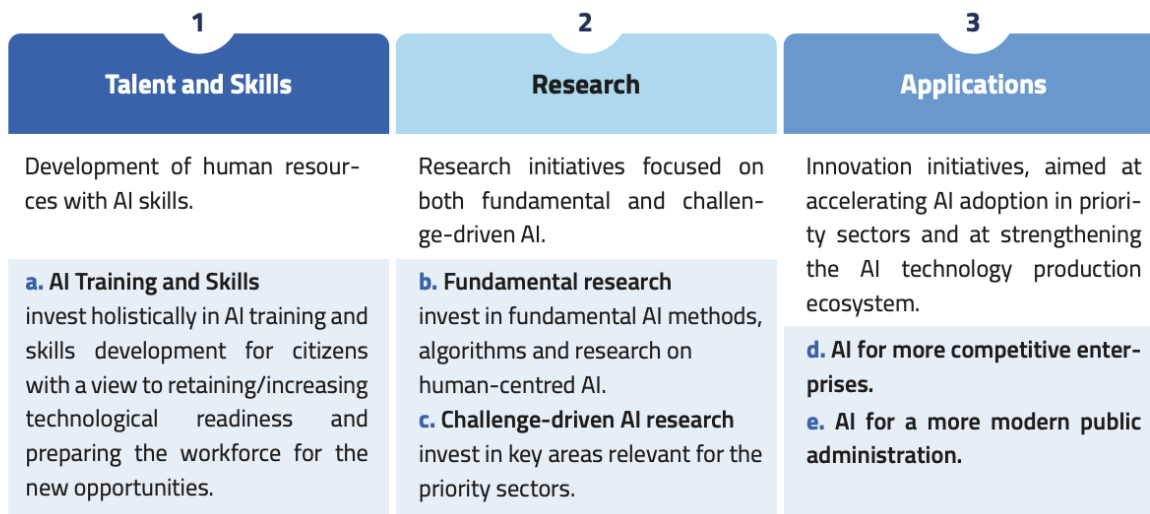 1
Talent and Skills
Development of human resour-
ces with AI skills.
a. AI Training and Skills
invest holistically in AI training and
skills development for citizens
with a view to retaining/increasing
technological readiness and
preparing the workforce for the
new opportunities.
2
Research
Research initiatives focused on
both fundamental and challen-
ge-driven AI.
b. Fundamental research
invest in fundamental AI methods,
algorithms and research on
human-centred AI.
c. Challenge-driven AI research
invest in key areas relevant for the
priority sectors.
3
Applications
Innovation initiatives, aimed at
accelerating AI adoption in priori-
ty sectors and at strengthening
the AI technology production
ecosystem.
d. AI for more competitive enter-
prises.
e. AI for a more modern public
administration.